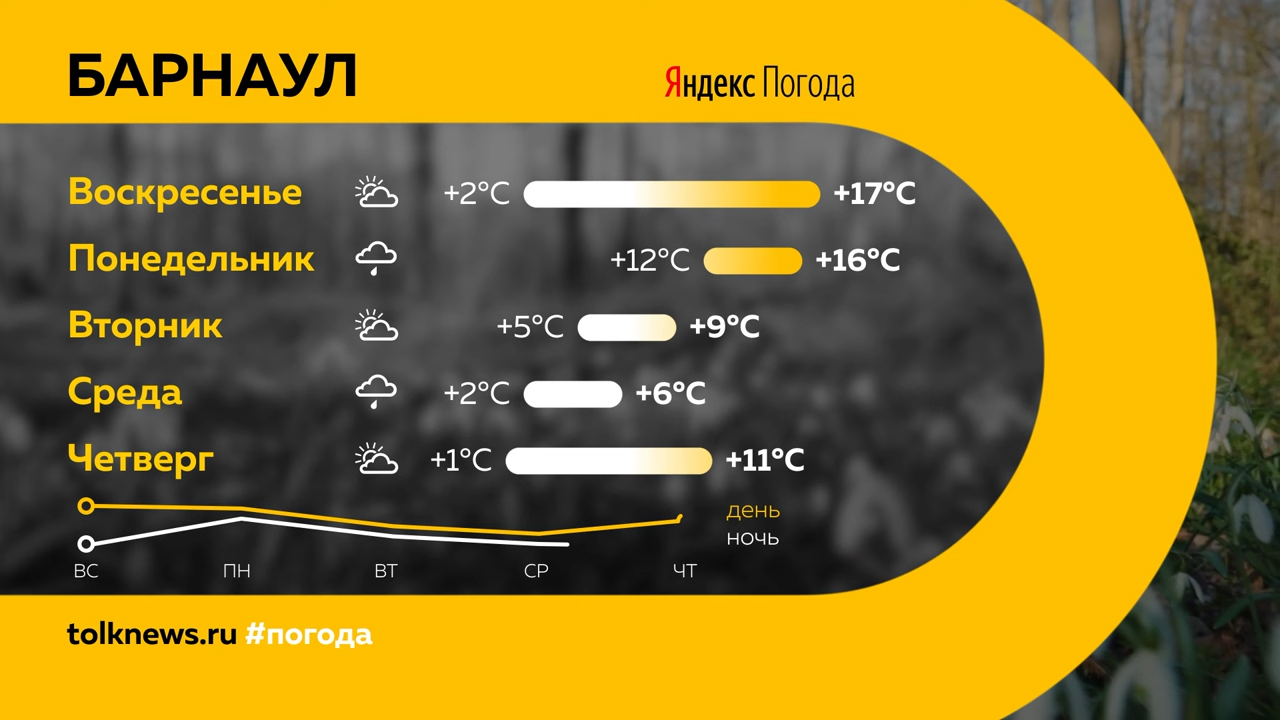 БАРНАУЛ
Яндекс Погода
Воскресенье +2°C +17°C
Понедельник +12°C +16°C
Вторник +5°C +9°C
Среда +2°C +6°C
Четверг +1°C +11°C
день
ночь
ВС ПН ВТ СР ЧТ
tolknews.ru #погода